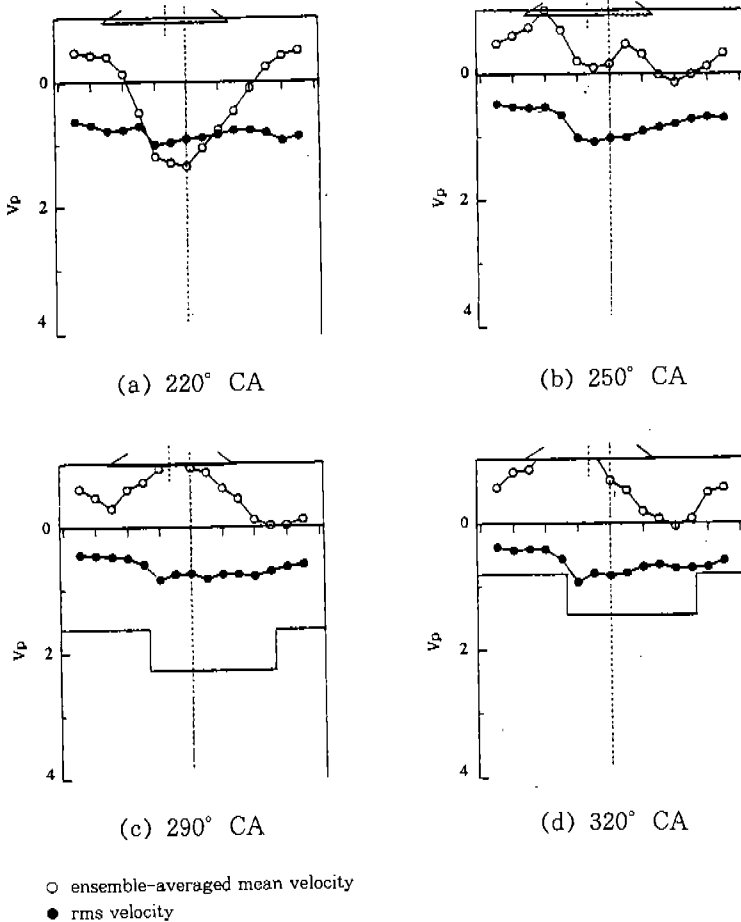 0
Vp
2
4
(a) 220° CA
0
Vp
2
4
(b) 250° CA
0
Vp
2
4
(c) 290° CA
0
Vp
2
4
(d) 320° CA
○ ensemble-averaged mean velocity
● rms velocity